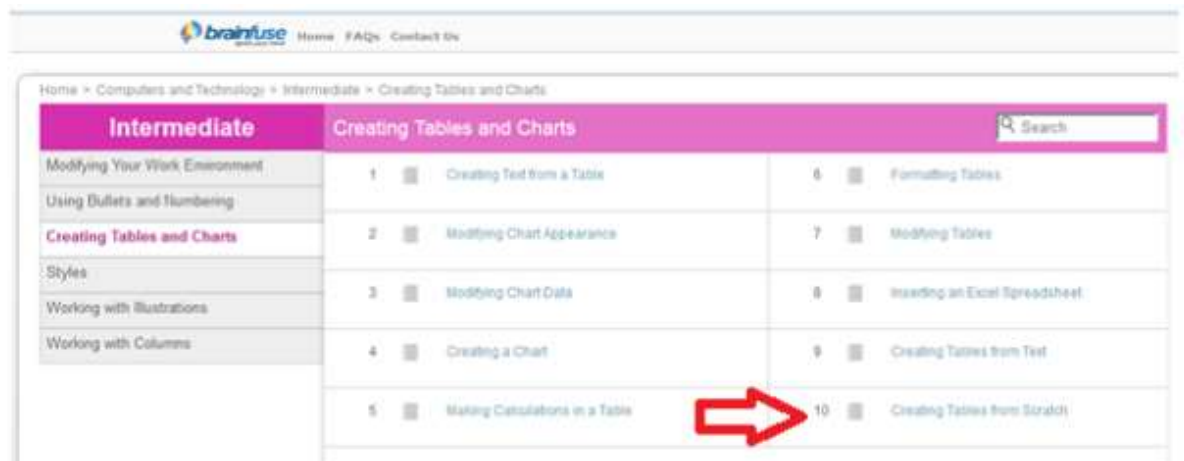 brainfuse Home FAQs Contact Us
Home > Computers and Technology > Intermediate > Creating Tables and Charts
Intermediate
Modifying Your Work Environment
Using Bullets and Numbering
Creating Tables and Charts
Styles
Working with Illustrations
Working with Columns
Creating Tables and Charts
Search
1 Creating Text from a Table
2 Modifying Chart Appearance
3 Modifying Chart Data
4 Creating a Chart
5 Making Calculations in a Table
6 Formatting Tables
7 Modifying Tables
8 Inserting an Excel Spreadsheet
9 Creating Tables from Text
10 Creating Tables from Scratch